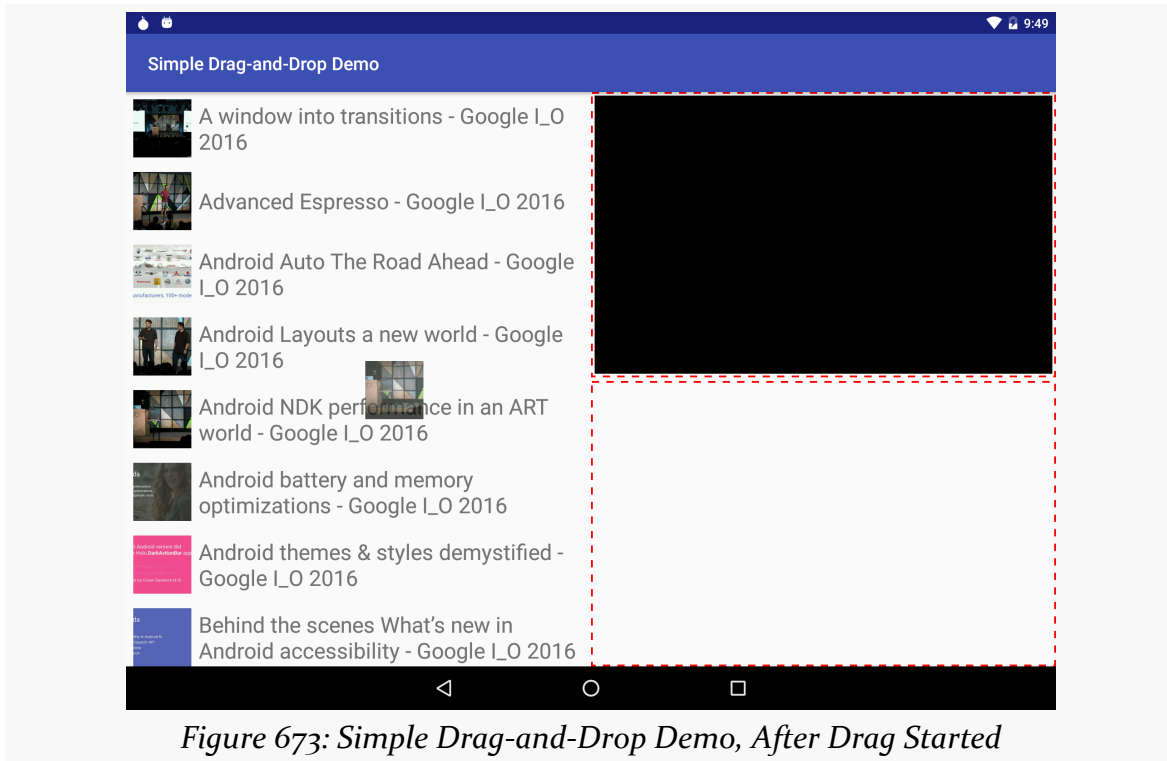 9:49
Simple Drag-and-Drop Demo
A window into transitions - Google I_O
2016
Advanced Espresso - Google I_O 2016
Android Auto The Road Ahead - Google
I_O 2016
anufacturers, 100+ mode
Android Layouts a new world - Google
I_O 2016
Android NDK performance in an ART
world - Google I_O 2016
Android battery and memory
optimizations - Google I_O 2016
Android themes & styles demystified -
Google I_O 2016
Behind the scenes What's new in
Android accessibility - Google I_O 2016
Figure 673: Simple Drag-and-Drop Demo, After Drag Started